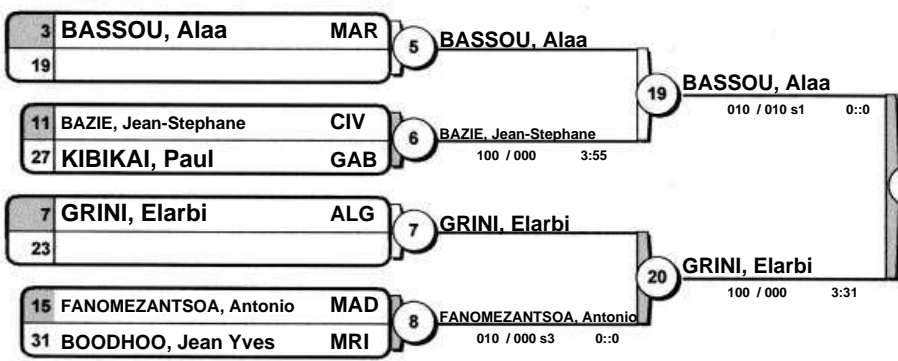 3 BASSOU, Alaa MAR
19
5 BASSOU, Alaa
19 BASSOU, Alaa
010 / 010 s1 0::0
11 BAZIE, Jean-Stephane CIV
27 KIBIKAI, Paul GAB
6 BAZIE, Jean-Stephane
100 / 000 3:55
7 GRINI, Elarbi ALG
23
7 GRINI, Elarbi
20 GRINI, Elarbi
100 / 000 3:31
15 FANOMEZANTSOA, Antonio MAD
31 BOODHOO, Jean Yves MRI
8 FANOMEZANTSOA, Antonio
010 / 000 s3 0::0